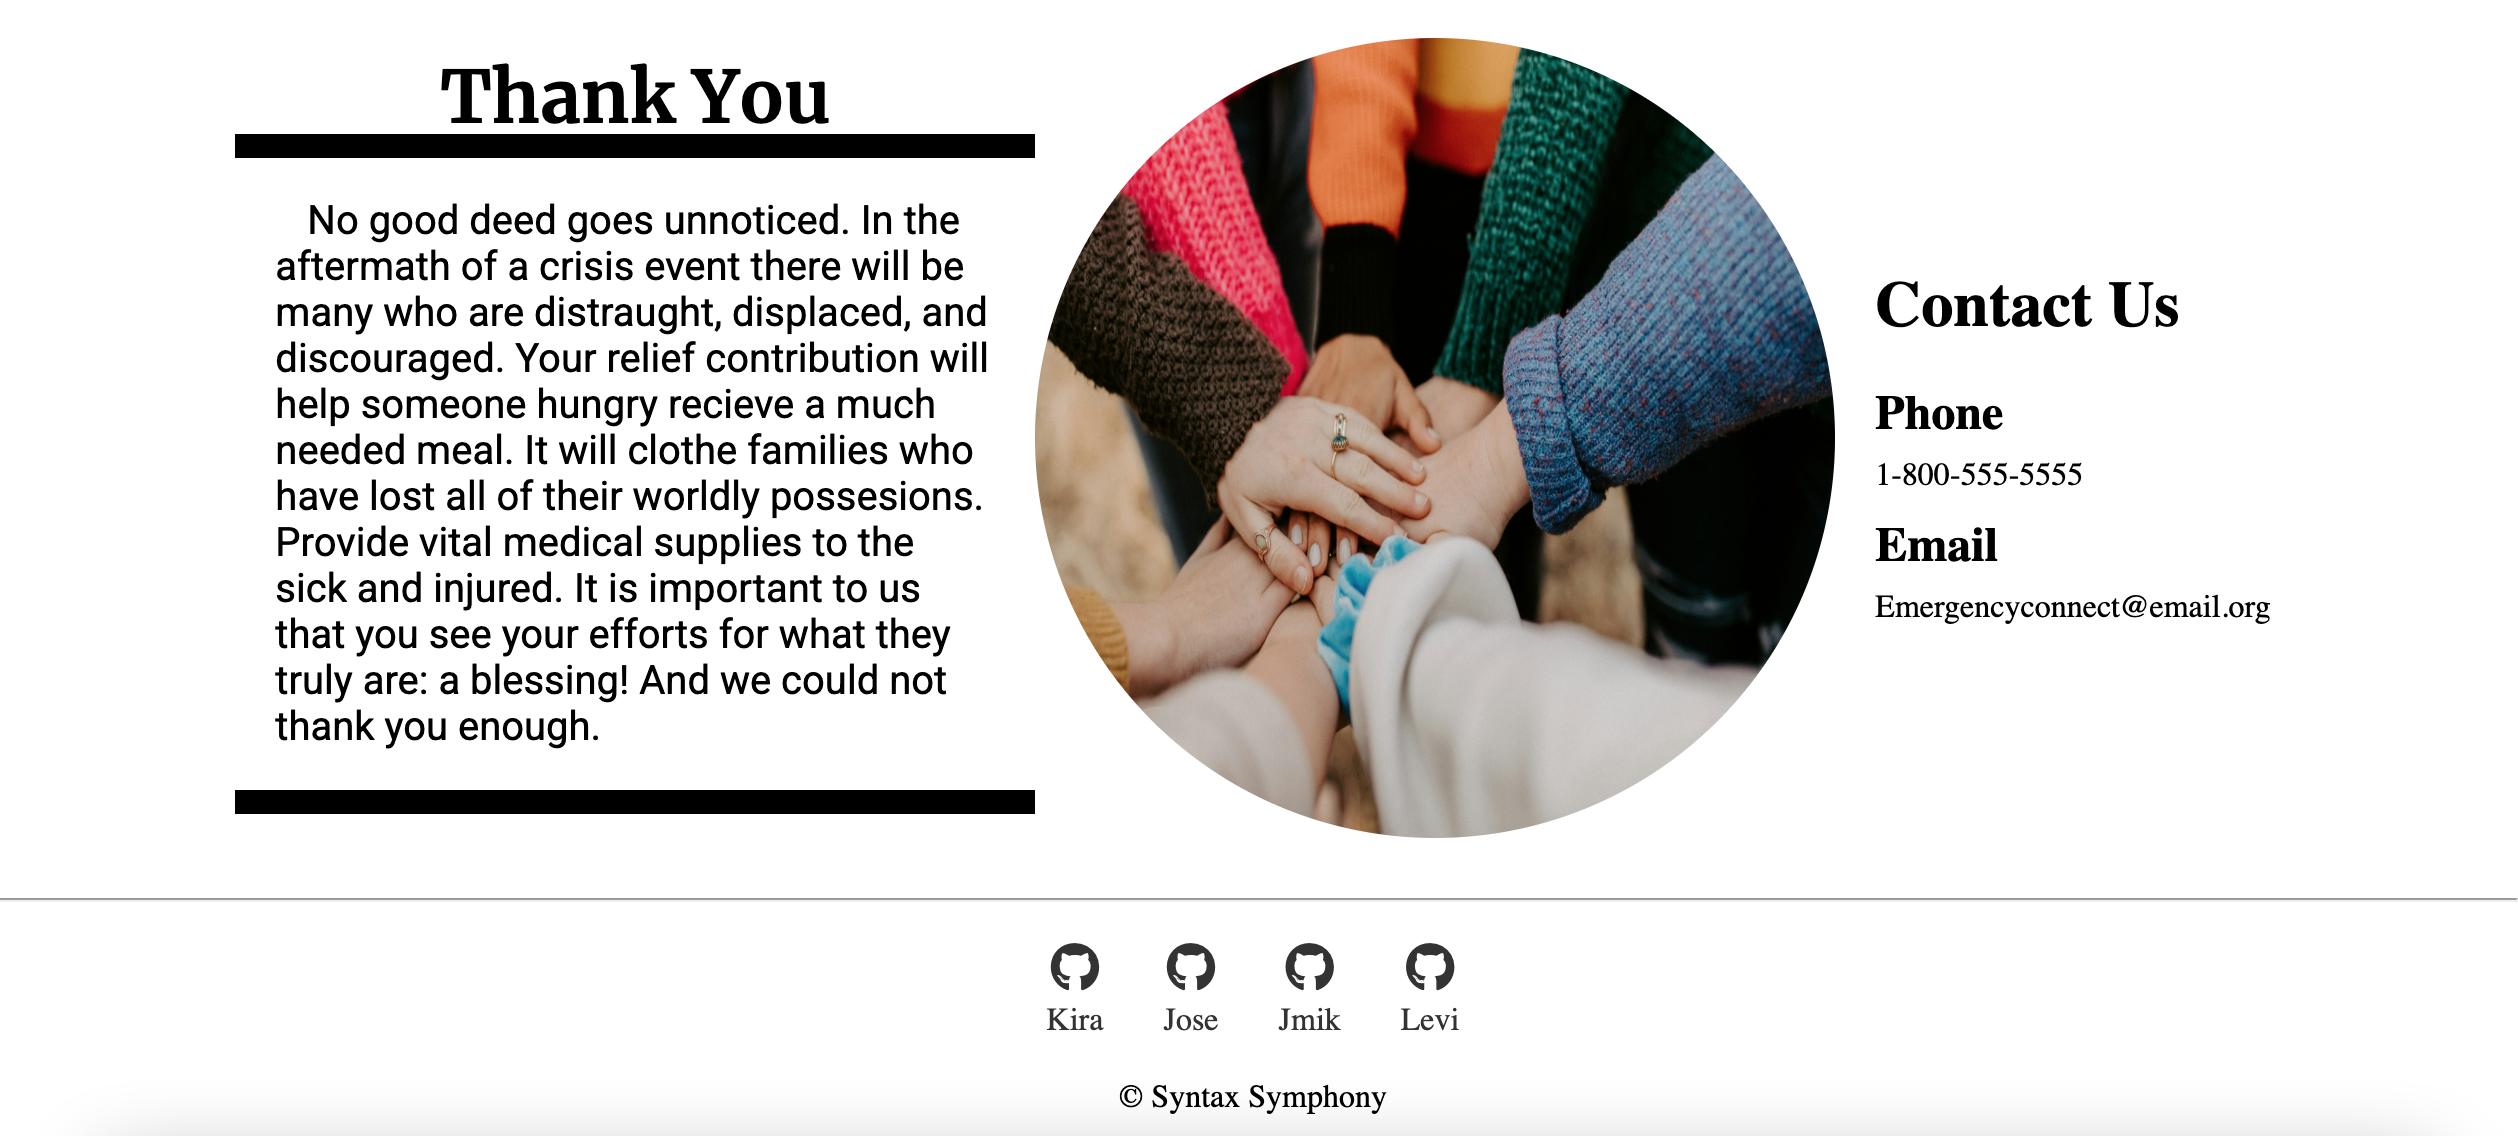 Thank You
No good deed goes unnoticed. In the
aftermath of a crisis event there will be
many who are distraught, displaced, and
discouraged. Your relief contribution will
help someone hungry recieve a much
needed meal. It will clothe families who
have lost all of their worldly possesions.
Provide vital medical supplies to the
sick and injured. It is important to us
that you see your efforts for what they
truly are: a blessing! And we could not
thank you enough.
Contact Us
Phone
1-800-555-5555
Email
Emergencyconnect@email.org
Kira Jose Jmik Levi
© Syntax Symphony